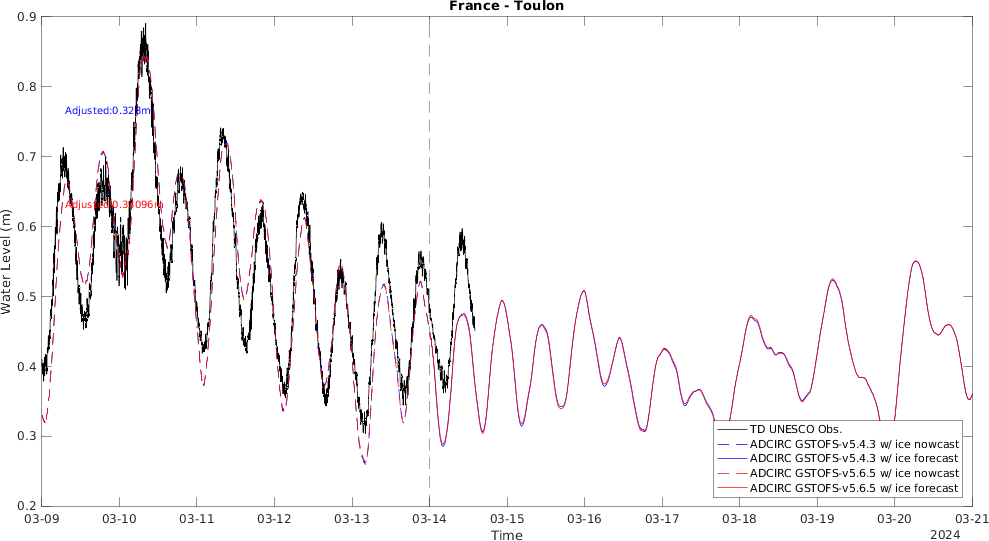 France - Toulon
0.9
0.8
0.7
0.6
0.5
0.4
0.3
0.2
Water Level (m)
Adjusted:0.328m
TD UNESCO Obs.
ADCIRC GSTOFS-v5.4.3 w/ ice nowcast
ADCIRC GSTOFS-v5.4.3 w/ ice forecast
ADCIRC GSTOFS-v5.6.5 w/ ice nowcast
ADCIRC GSTOFS-v5.6.5 w/ ice forecast
03-09 03-10 03-11 03-12 03-13 03-14 03-15 03-16 03-17 03-18 03-19 03-20 03-21
Time
2024